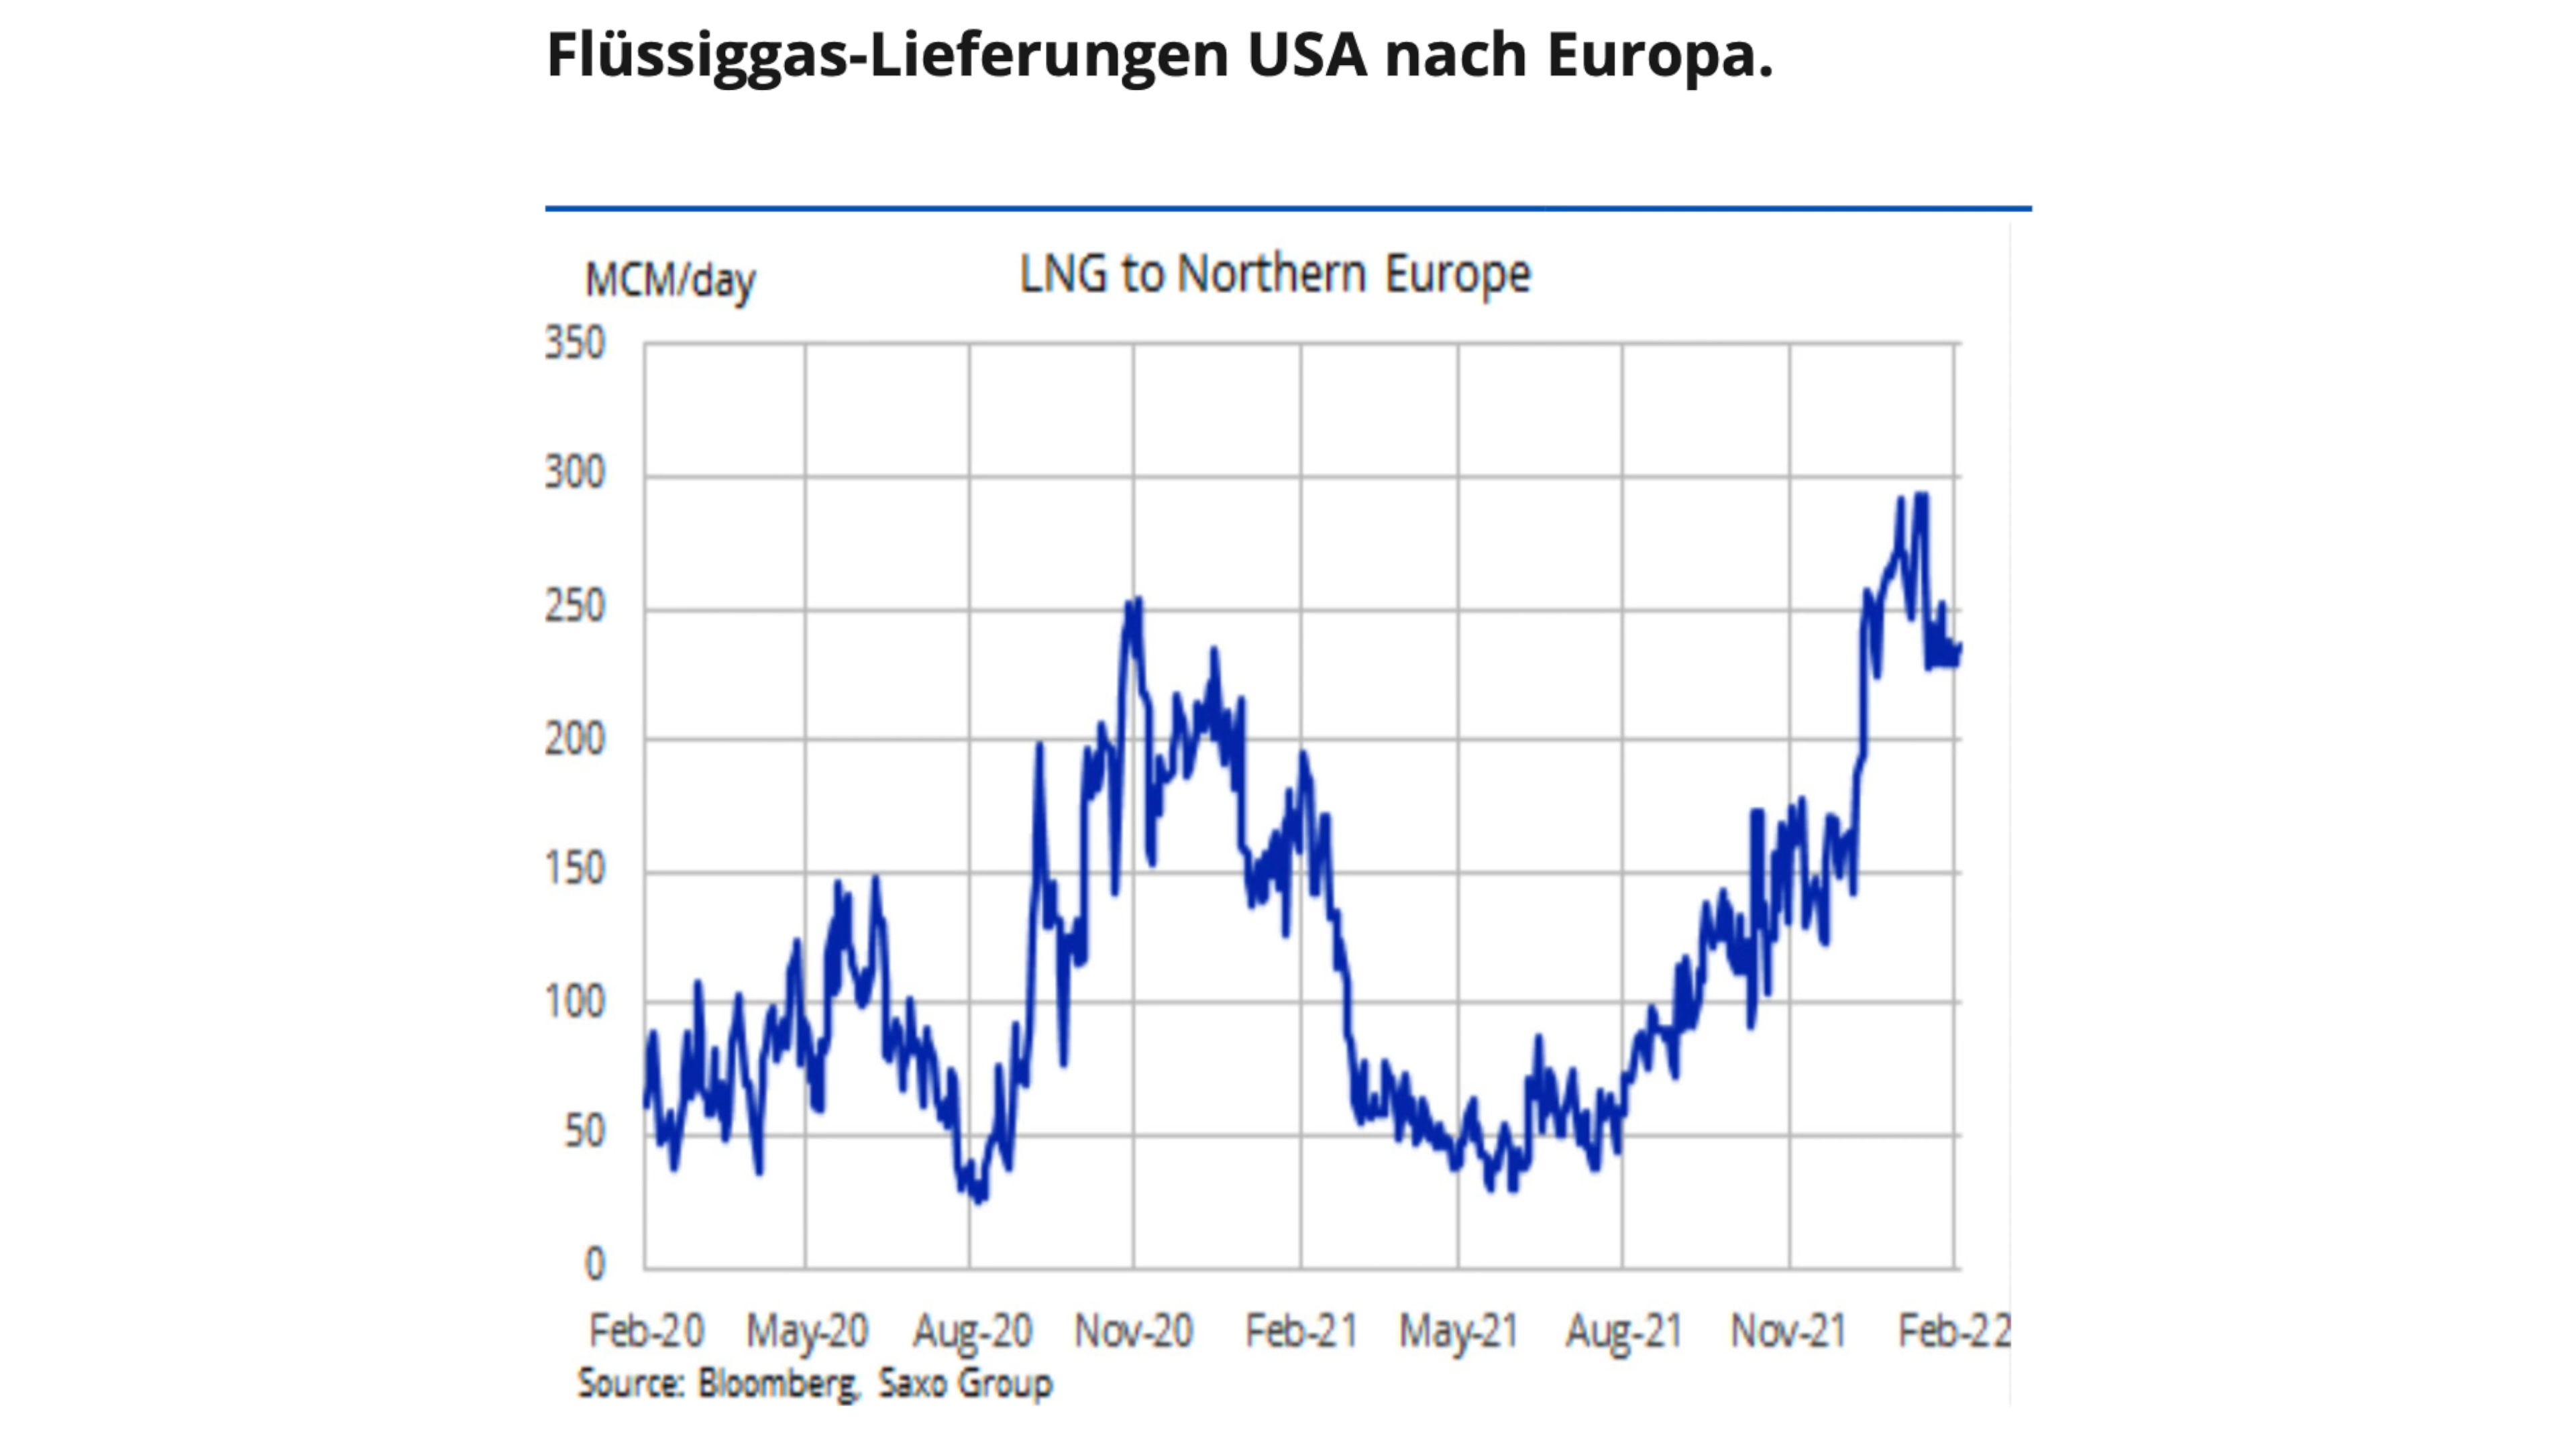 Flüssiggas-Lieferungen USA nach Europa.
MCM/day LNG to Northern Europe
350
300
250
200
150
100
50
0
Feb-20 May-20 Aug-20 Nov-20 Feb-21 May-21 Aug-21 Nov-21 Feb-22
Source: Bloomberg, Saxo Group